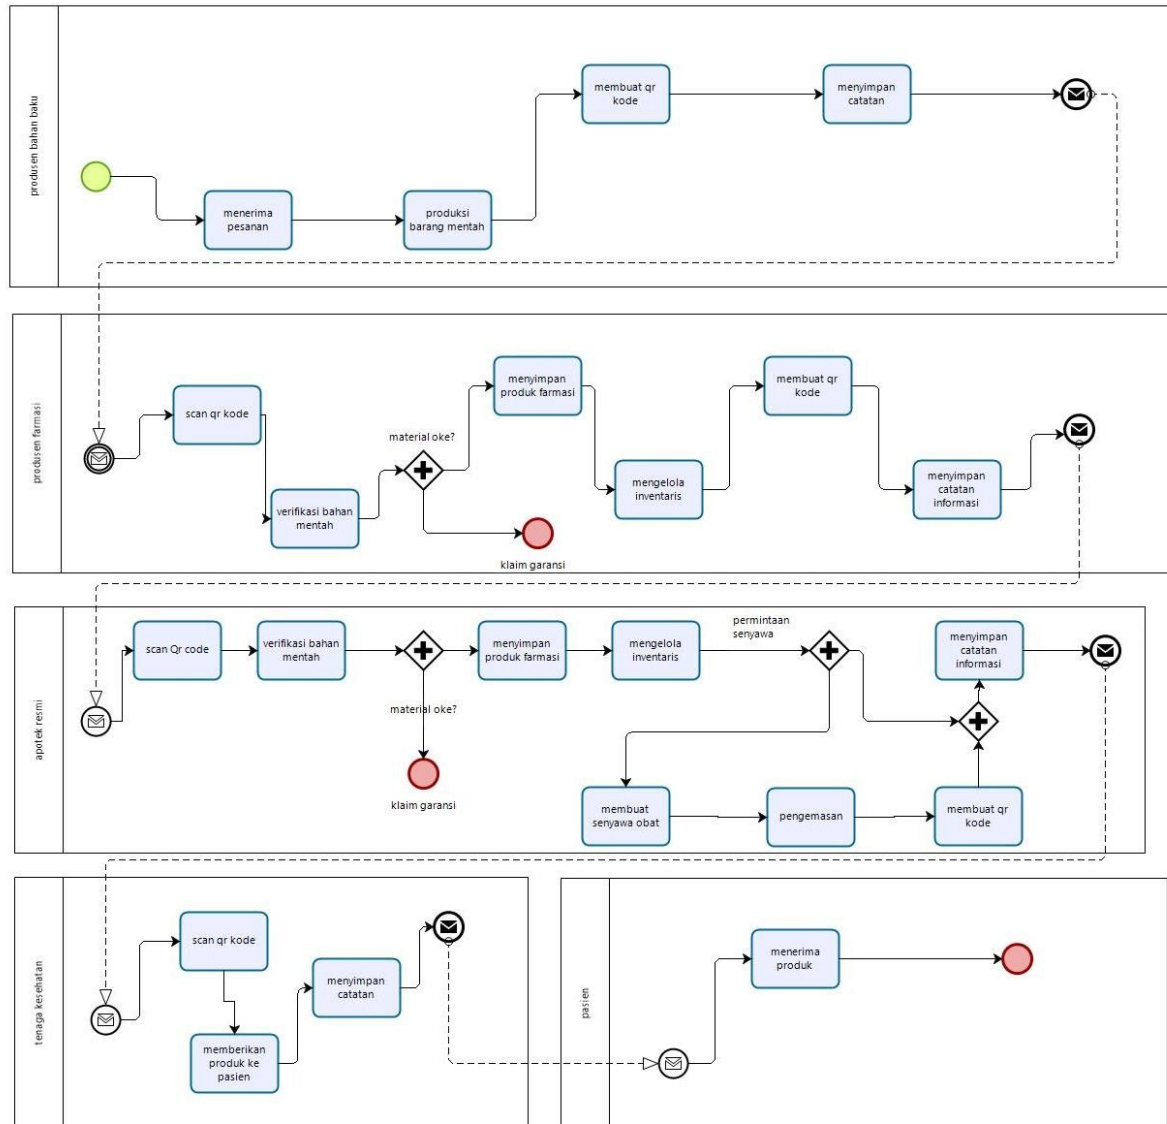 produsen bahan baku
membuat qr
kode
menyimpan
catatan
menerima
pesanan
produksi
barang mentah
produsen farmasi
scan qr kode
verifikasi bahan
mentah
material oke?
menyimpan
produk farmasi
mengelola
inventaris
membuat qr
kode
menyimpan
catatan
informasi
klaim garansi
apotek resmi
scan Qr code
verifikasi bahan
mentah
material oke?
klaim garansi
menyimpan
produk farmasi
mengelola
inventaris
permintaan
senyawa
membuat
senyawa obat
pengemasan
membuat qr
kode
menyimpan
catatan
informasi
tenaga kesehatan
scan qr kode
memberikan
produk ke
pasien
menyimpan
catatan
pasien
menerima
produk